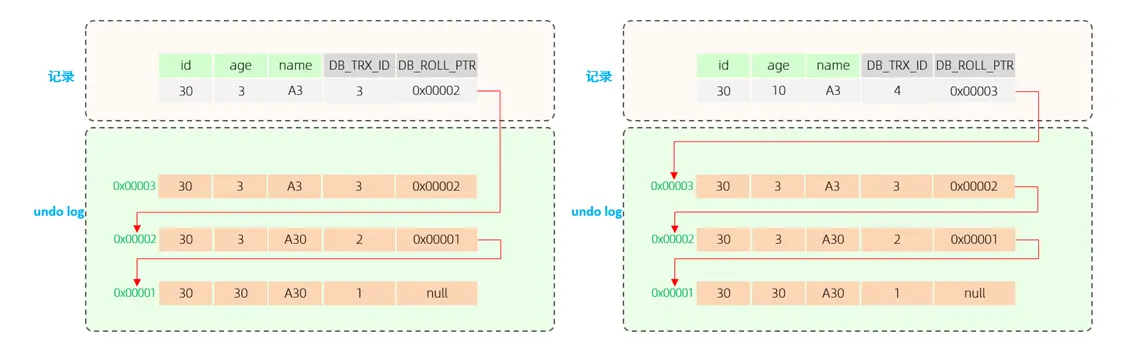 id age name DB_TRX_ID DB_ROLL_PTR
记录
30 3 A3 3 0x00002
0x00003 30 3 A3 3 0x00002
undo log
0x00002 30 3 A30 2 0x00001
0x00001 30 30 A30 1 null
id age name DB_TRX_ID DB_ROLL_PTR
记录
30 10 A3 4 0x00003
0x00003 30 3 A3 3 0x00002
undo log
0x00002 30 3 A30 2 0x00001
0x00001 30 30 A30 1 null